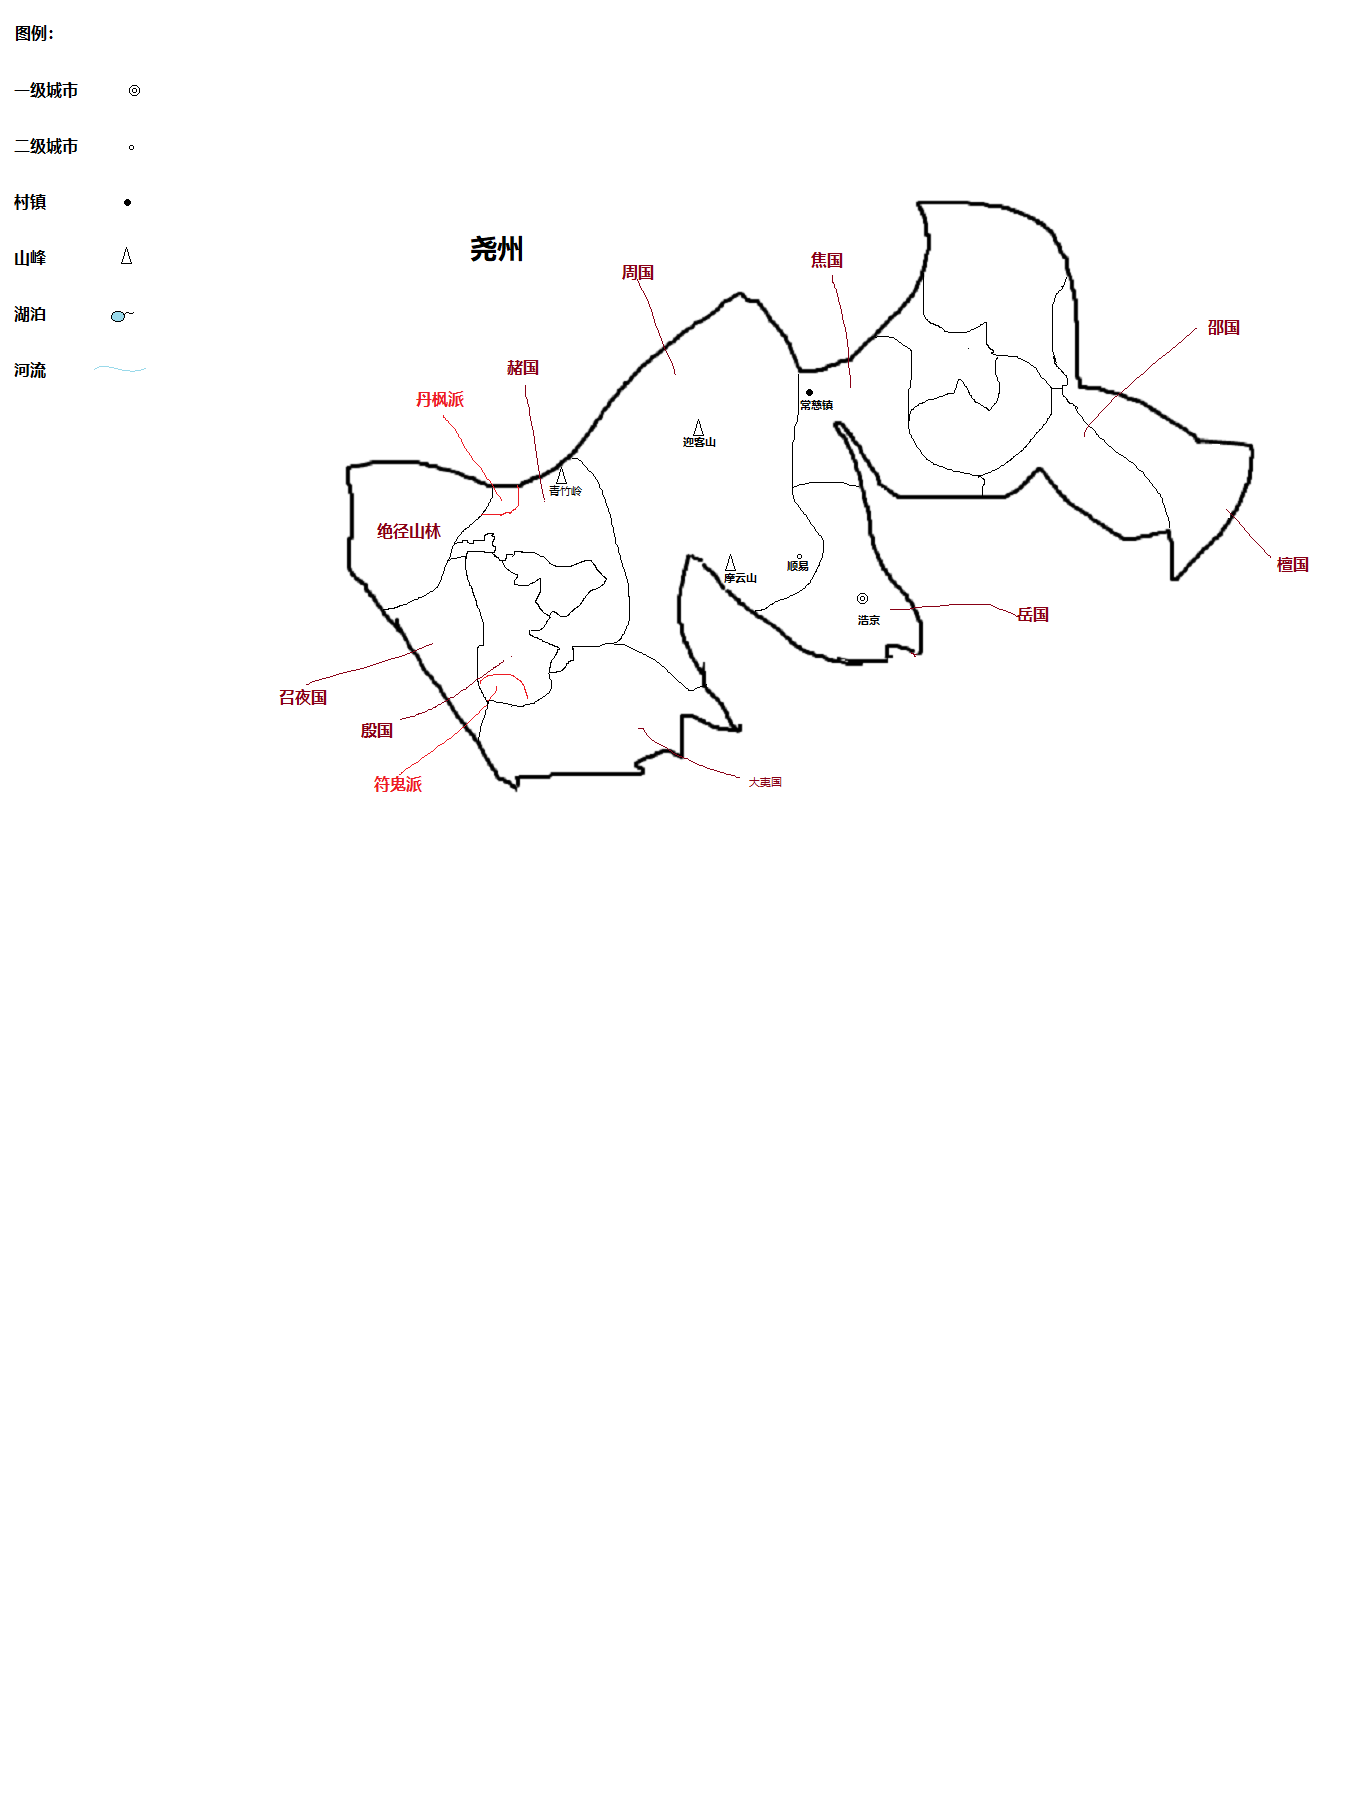 图例：
一级城市
二级城市
村镇
山峰
湖泊
河流
尧州
周国
焦国
邵国
赭国
丹枫派
常慈镇
迎客山
青竹岭
绝径山林
摩云山
顺易
檀国
浩京
岳国
召夜国
殷国
符鬼派
大夷国